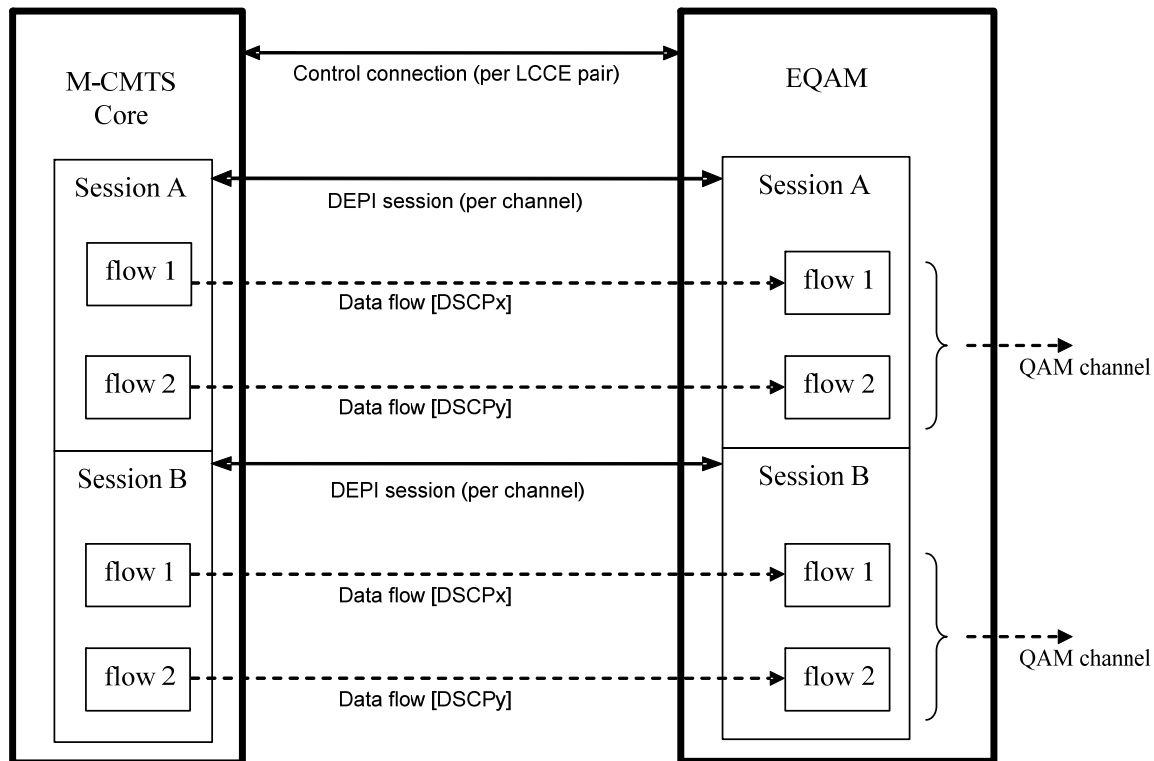 Control connection (per LCCE pair)
M-CMTS
Core
EQAM
Session A
DEPI session (per channel)
Session A
flow 1
Data flow [DSCPx]
flow 1
flow 2
Data flow [DSCPy]
flow 2
QAM channel
Session B
DEPI session (per channel)
Session B
flow 1
Data flow [DSCPx]
flow 1
flow 2
Data flow [DSCPy]
flow 2
QAM channel